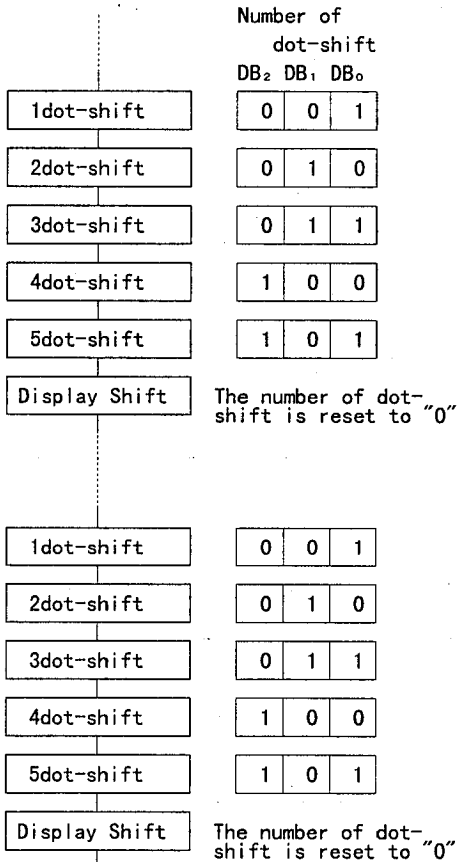 Number of
dot-shift
DB₂ DB₁ DB₀
1dot-shift 0 0 1
2dot-shift 0 1 0
3dot-shift 0 1 1
4dot-shift 1 0 0
5dot-shift 1 0 1
Display Shift The number of dot-
shift is reset to "0"
1dot-shift 0 0 1
2dot-shift 0 1 0
3dot-shift 0 1 1
4dot-shift 1 0 0
5dot-shift 1 0 1
Display Shift The number of dot-
shift is reset to "0"